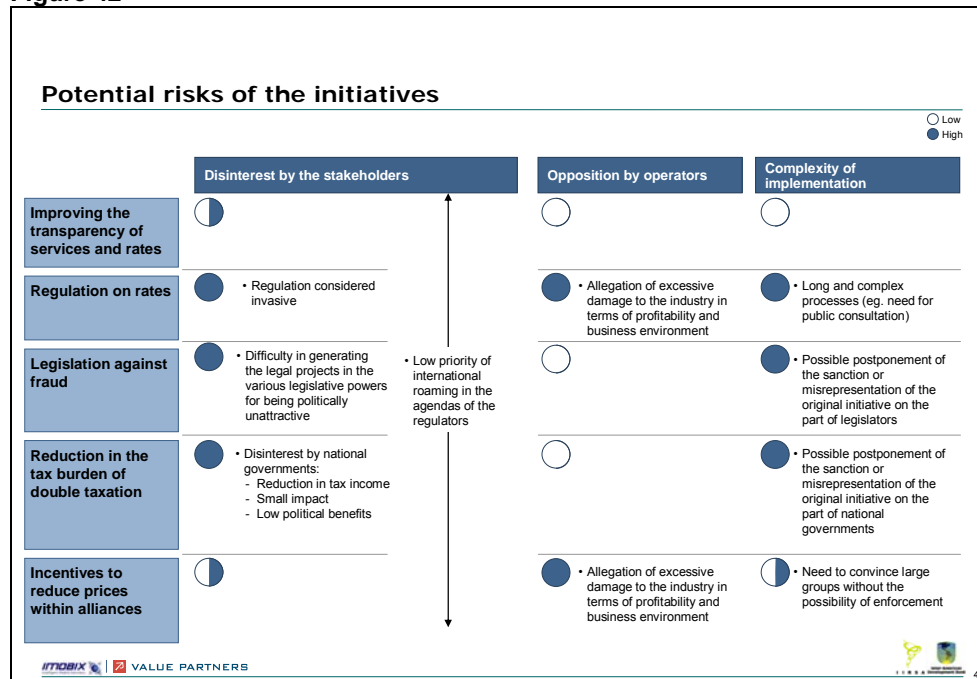 Potential risks of the initiatives
Low
High
Disinterest by the stakeholders
Opposition by operators
Complexity of
implementation
Improving the
transparency of
services and rates
Regulation on rates
• Regulation considered
invasive
• Allegation of excessive
damage to the industry in
terms of profitability and
business environment
• Long and complex
processes (eg. need for
public consultation)
Legislation against
fraud
• Difficulty in generating
the legal projects in the
various legislative powers
for being politically
unattractive
• Low priority of
international
roaming in the
agendas of the
regulators
• Possible postponement of
the sanction or
misrepresentation of the
original initiative on the
part of legislators
Reduction in the
tax burden of
double taxation
• Disinterest by national
governments:
- Reduction in tax income
- Small impact
- Low political benefits
• Possible postponement of
the sanction or
misrepresentation of the
original initiative on the
part of national
governments
Incentives to
reduce prices
within alliances
• Allegation of excessive
damage to the industry in
terms of profitability and
business environment
• Need to convince large
groups without the
possibility of enforcement
imobix
VALUE PARTNERS
I I R S A